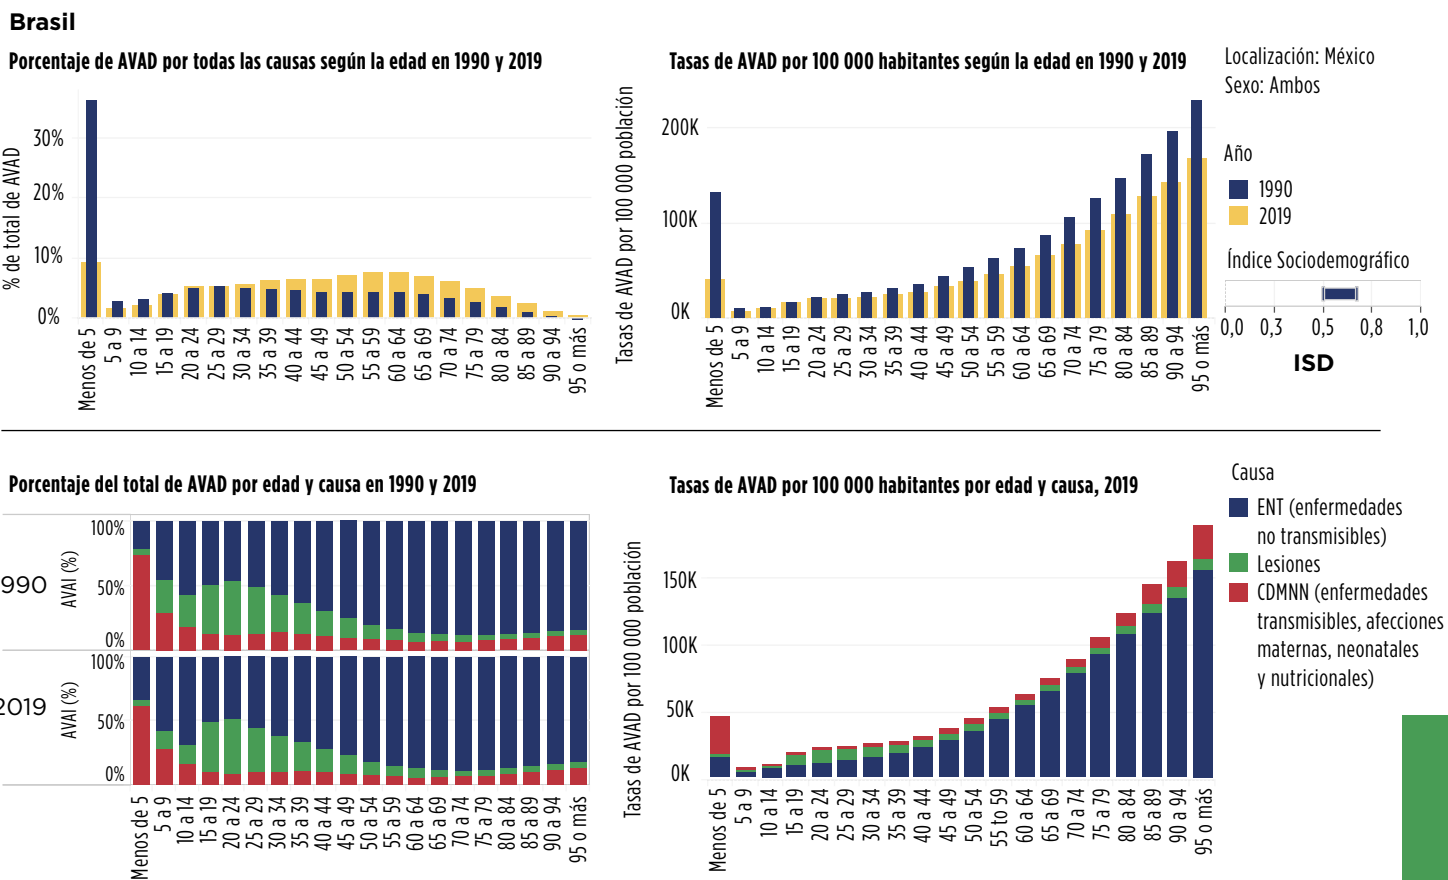 Brasil
Porcentaje de AVAD por todas las causas según la edad en 1990 y 2019
% de total de AVAD
30%
20%
10%
0%
Menos de 5
5 a 9
10 a 14
15 a 19
20 a 24
25 a 29
30 a 34
35 a 39
40 a 44
45 a 49
50 a 54
55 a 59
60 a 64
65 a 69
70 a 74
75 a 79
80 a 84
85 a 89
90 a 94
95 o más
Tasas de AVAD por 100 000 habitantes según la edad en 1990 y 2019
Tasas de AVAD por 100 000 población
200K
100K
0K
Menos de 5
5 a 9
10 a 14
15 a 19
20 a 24
25 a 29
30 a 34
35 a 39
40 a 44
45 a 49
50 a 54
55 a 59
60 a 64
65 a 69
70 a 74
75 a 79
80 a 84
85 a 89
90 a 94
95 o más
Localización: México
Sexo: Ambos
Año
1990
2019
Índice Sociodemográfico
0,0 0,3 0,5 0,8 1,0
ISD
Porcentaje del total de AVAD por edad y causa en 1990 y 2019
990
AVAI (%)
100%
50%
0%
2019
AVAI (%)
100%
50%
0%
Menos de 5
5 a 9
10 a 14
15 a 19
20 a 24
25 a 29
30 a 34
35 a 39
40 a 44
45 a 49
50 a 54
55 a 59
60 a 64
65 a 69
70 a 74
75 a 79
80 a 84
85 a 89
90 a 94
95 o más
Tasas de AVAD por 100 000 habitantes por edad y causa, 2019
Tasas de AVAD por 100 000 población
150K
100K
50K
0K
Menos de 5
5 a 9
10 a 14
15 a 19
20 a 24
25 a 29
30 a 34
35 a 39
40 a 44
45 a 49
50 a 54
55 to 59
60 a 64
65 a 69
70 a 74
75 a 79
80 a 84
85 a 89
90 a 94
95 o más
Causa
ENT (enfermedades
no transmisibles)
Lesiones
CDMNN (enfermedades
transmisibles, afecciones
maternas, neonatales
y nutricionales)